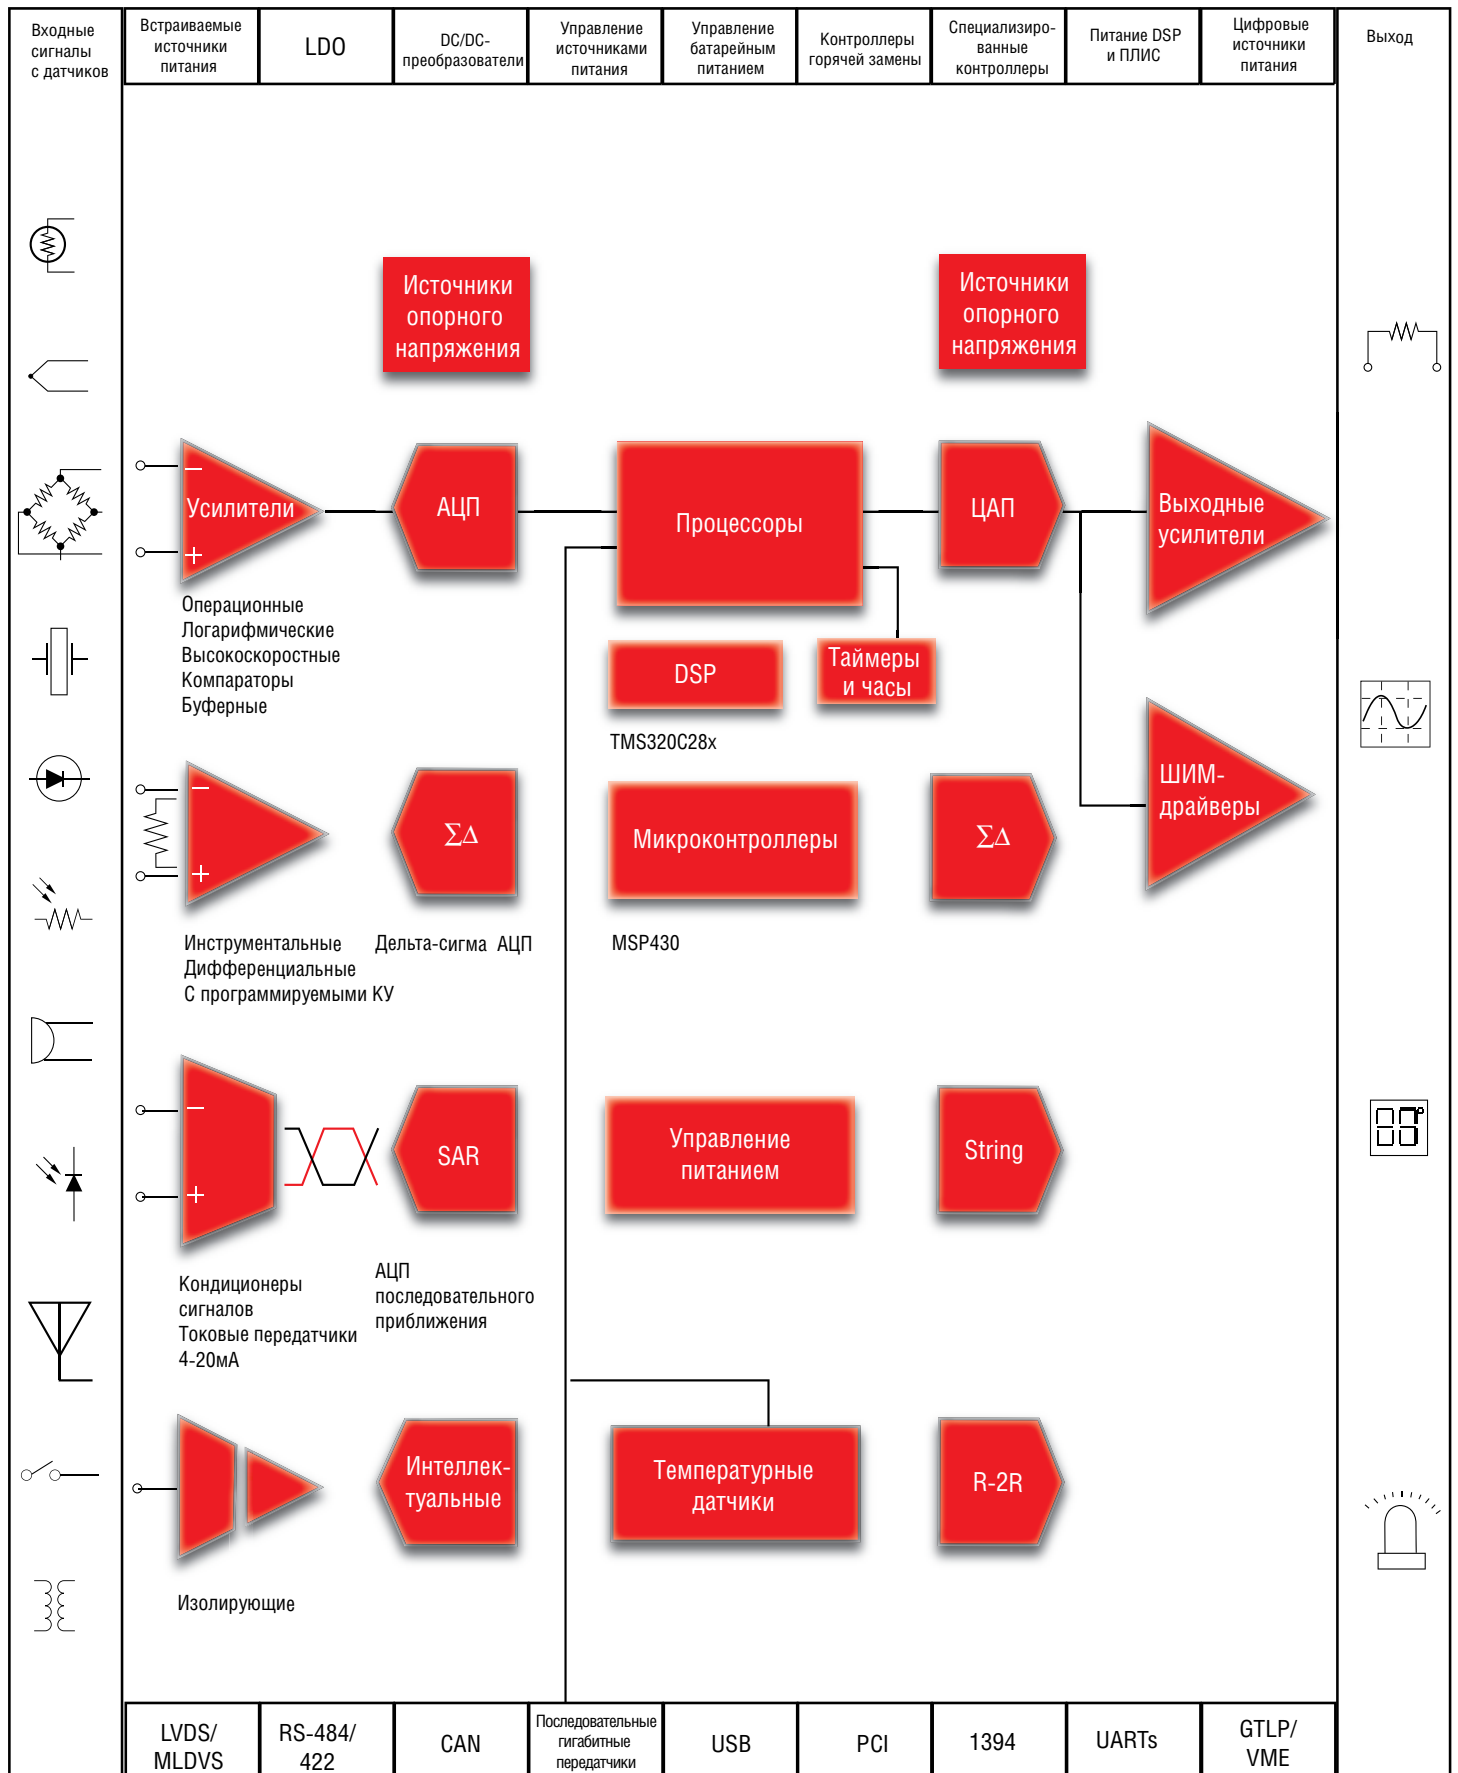 Входные
сигналы
с датчиков
Встраиваемые
источники
питания
LDO
DC/DC-
преобразователи
Управление
источниками
питания
Управление
батарейным
питанием
Контроллеры
горячей замены
Специализиро-
ванные
контроллеры
Питание DSP
и ПЛИС
Цифровые
источники
питания
Выход
Источники
опорного
напряжения
Источники
опорного
напряжения
−
Усилители
+
АЦП
Процессоры
ЦАП
Выходные
усилители
Операционные
Логарифмические
Высокоскоростные
Компараторы
Буферные
DSP
Таймеры
и часы
TMS320C28x
−
+
ΣΔ
Микроконтроллеры
ΣΔ
ШИМ-
драйверы
Инструментальные
Дифференциальные
С программируемыми КУ
Дельта-сигма АЦП
MSP430
−
+
SAR
Управление
питанием
String
Кондиционеры
сигналов
Токовые передатчики
4-20мА
АЦП
последовательного
приближения
Интеллек-
туальные
Температурные
датчики
R-2R
Изолирующие
LVDS/
MLDVS
RS-484/
422
CAN
Последовательные
гигабитные
передатчики
USB
PCI
1394
UARTs
GTLP/
VME